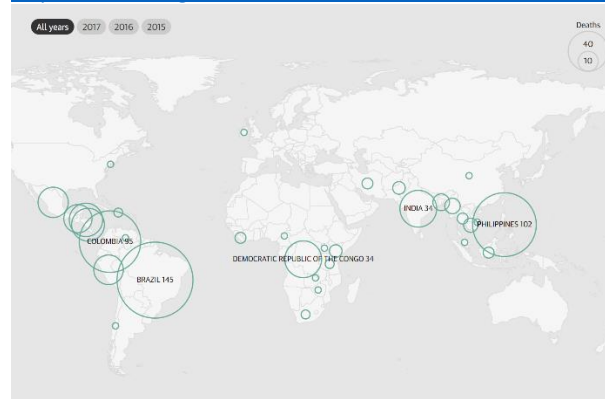 All years 2017 2016 2015
Deaths
40
10
INDIA 34
PHILIPPINES 102
COLOMBIA 95
DEMOCRATIC REPUBLIC OF THE CONGO 34
BRAZIL 145